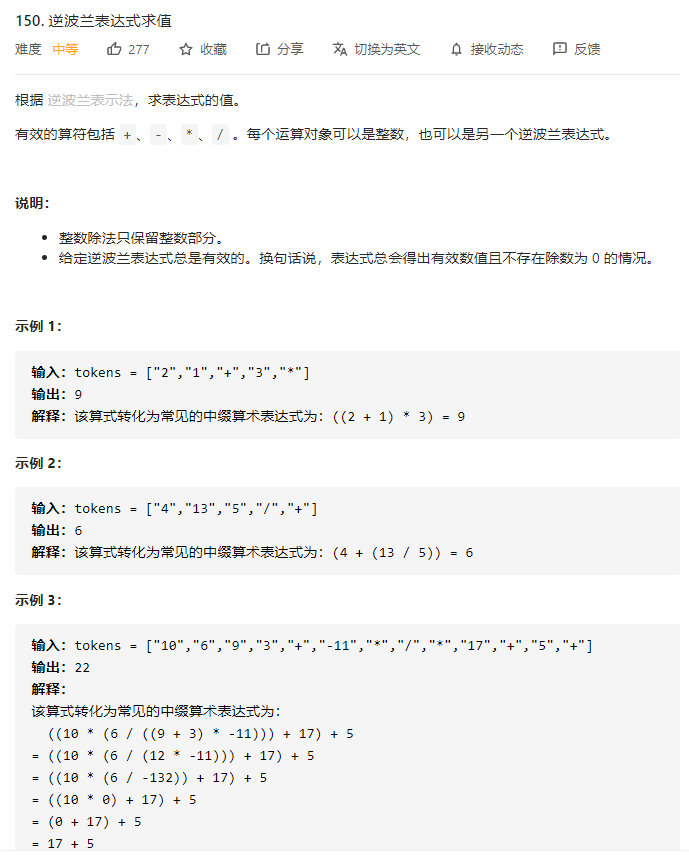 150. 逆波兰表达式求值
难度 中等 277 收藏 分享 切换为英文 接收动态 反馈
根据 逆波兰表示法，求表达式的值。
有效的算符包括 +、-、*、/ 。每个运算对象可以是整数，也可以是另一个逆波兰表达式。
说明：
• 整数除法只保留整数部分。
• 给定逆波兰表达式总是有效的。换句话说，表达式总会得出有效数值且不存在除数为 0 的情况。
示例 1：
输入：tokens = ["2","1","+","3","*"]
输出：9
解释：该算式转化为常见的中缀算术表达式为：((2 + 1) * 3) = 9
示例 2：
输入：tokens = ["4","13","5","/","+"]
输出：6
解释：该算式转化为常见的中缀算术表达式为：(4 + (13 / 5)) = 6
示例 3：
输入：tokens = ["10","6","9","3","+","-11","*","/","*","17","+","5","+"]
输出：22
解释：
该算式转化为常见的中缀算术表达式为：
((10 * (6 / ((9 + 3) * -11))) + 17) + 5
= ((10 * (6 / (12 * -11))) + 17) + 5
= ((10 * (6 / -132)) + 17) + 5
= ((10 * 0) + 17) + 5
= (0 + 17) + 5
= 17 + 5